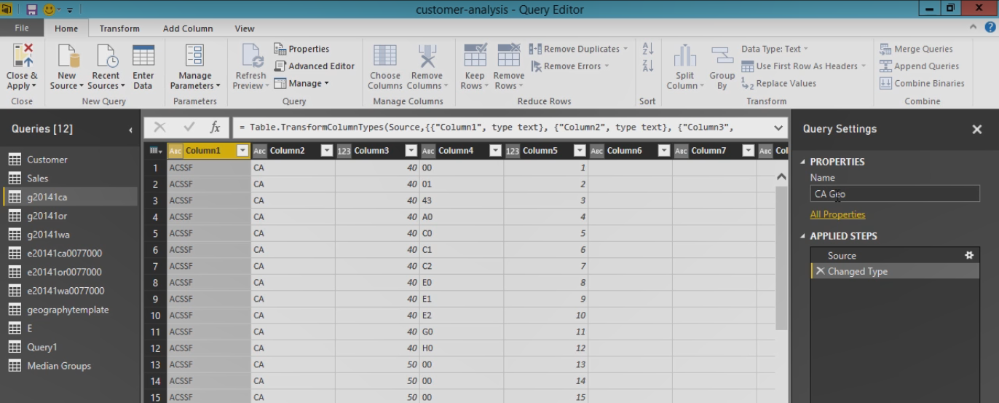 customer-analysis - Query Editor
File Home Transform Add Column View
Close & Apply New Source Recent Sources Enter Data Manage Parameters Refresh Preview Properties Advanced Editor Manage Choose Columns Remove Columns Keep Rows Remove Rows Remove Duplicates Remove Errors Split Column Group By Data Type: Text Use First Row As Headers Replace Values Merge Queries Append Queries Combine Binaries
Close New Query Parameters Query Manage Columns Reduce Rows Sort Transform Combine
Queries [12]
Customer
Sales
g20141ca
g20141or
g20141wa
e20141ca0077000
e20141or0077000
e20141wa0077000
geographytemplate
E
Query1
Median Groups
fx = Table.TransformColumnTypes(Source,{{"Column1", type text}, {"Column2", type text}, {"Column3",
ABC Column1 ABC Column2 123 Column3 ABC Column4 123 Column5 ABC Column6 ABC Column7 ABC Col
1 ACSSF CA 40 00 1
2 ACSSF CA 40 01 2
3 ACSSF CA 40 43 3
4 ACSSF CA 40 A0 4
5 ACSSF CA 40 C0 5
6 ACSSF CA 40 C1 6
7 ACSSF CA 40 C2 7
8 ACSSF CA 40 E0 8
9 ACSSF CA 40 E1 9
10 ACSSF CA 40 E2 10
11 ACSSF CA 40 G0 11
12 ACSSF CA 40 H0 12
13 ACSSF CA 50 00 13
14 ACSSF CA 50 00 14
15 ACSSF CA 50 00 15
Query Settings
PROPERTIES
Name
CA Geo
All Properties
APPLIED STEPS
Source
Changed Type